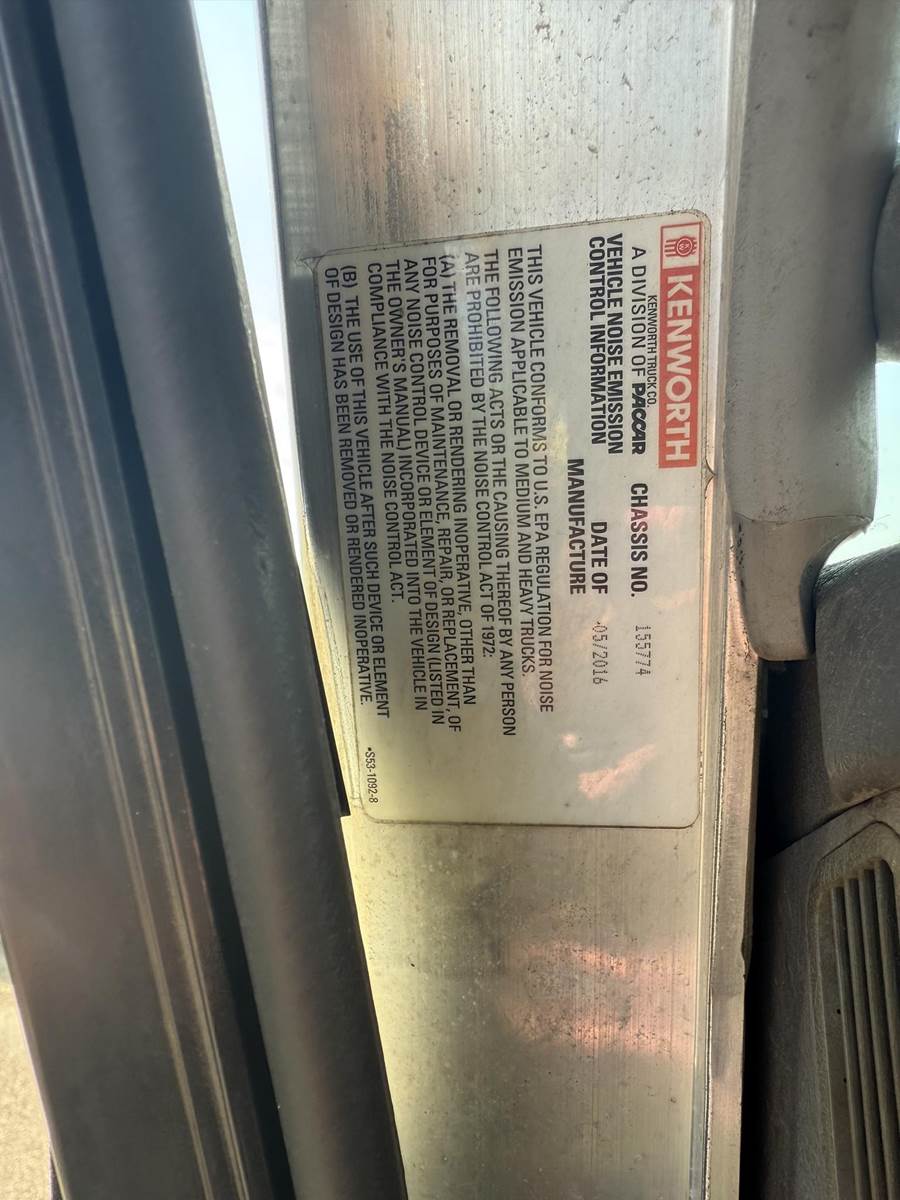 KENWORTH
KENWORTH TRUCK CO.
A DIVISION OF PACCAR
CHASSIS NO. 155774
VEHICLE NOISE EMISSION
CONTROL INFORMATION
DATE OF
MANUFACTURE
05/2016
THIS VEHICLE CONFORMS TO U.S. EPA REGULATION FOR NOISE
EMISSION APPLICABLE TO MEDIUM AND HEAVY TRUCKS.
THE FOLLOWING ACTS OR THE CAUSING THEREOF BY ANY PERSON
ARE PROHIBITED BY THE NOISE CONTROL ACT OF 1972:
(A) THE REMOVAL OR RENDERING INOPERATIVE, OTHER THAN
FOR PURPOSES OF MAINTENANCE, REPAIR, OR REPLACEMENT, OF
ANY NOISE CONTROL DEVICE OR ELEMENT OF DESIGN (LISTED IN
THE OWNER'S MANUAL) INCORPORATED INTO THE VEHICLE IN
COMPLIANCE WITH THE NOISE CONTROL ACT.
(B) THE USE OF THIS VEHICLE AFTER SUCH DEVICE OR ELEMENT
OF DESIGN HAS BEEN REMOVED OR RENDERED INOPERATIVE.
*S53-1092-8